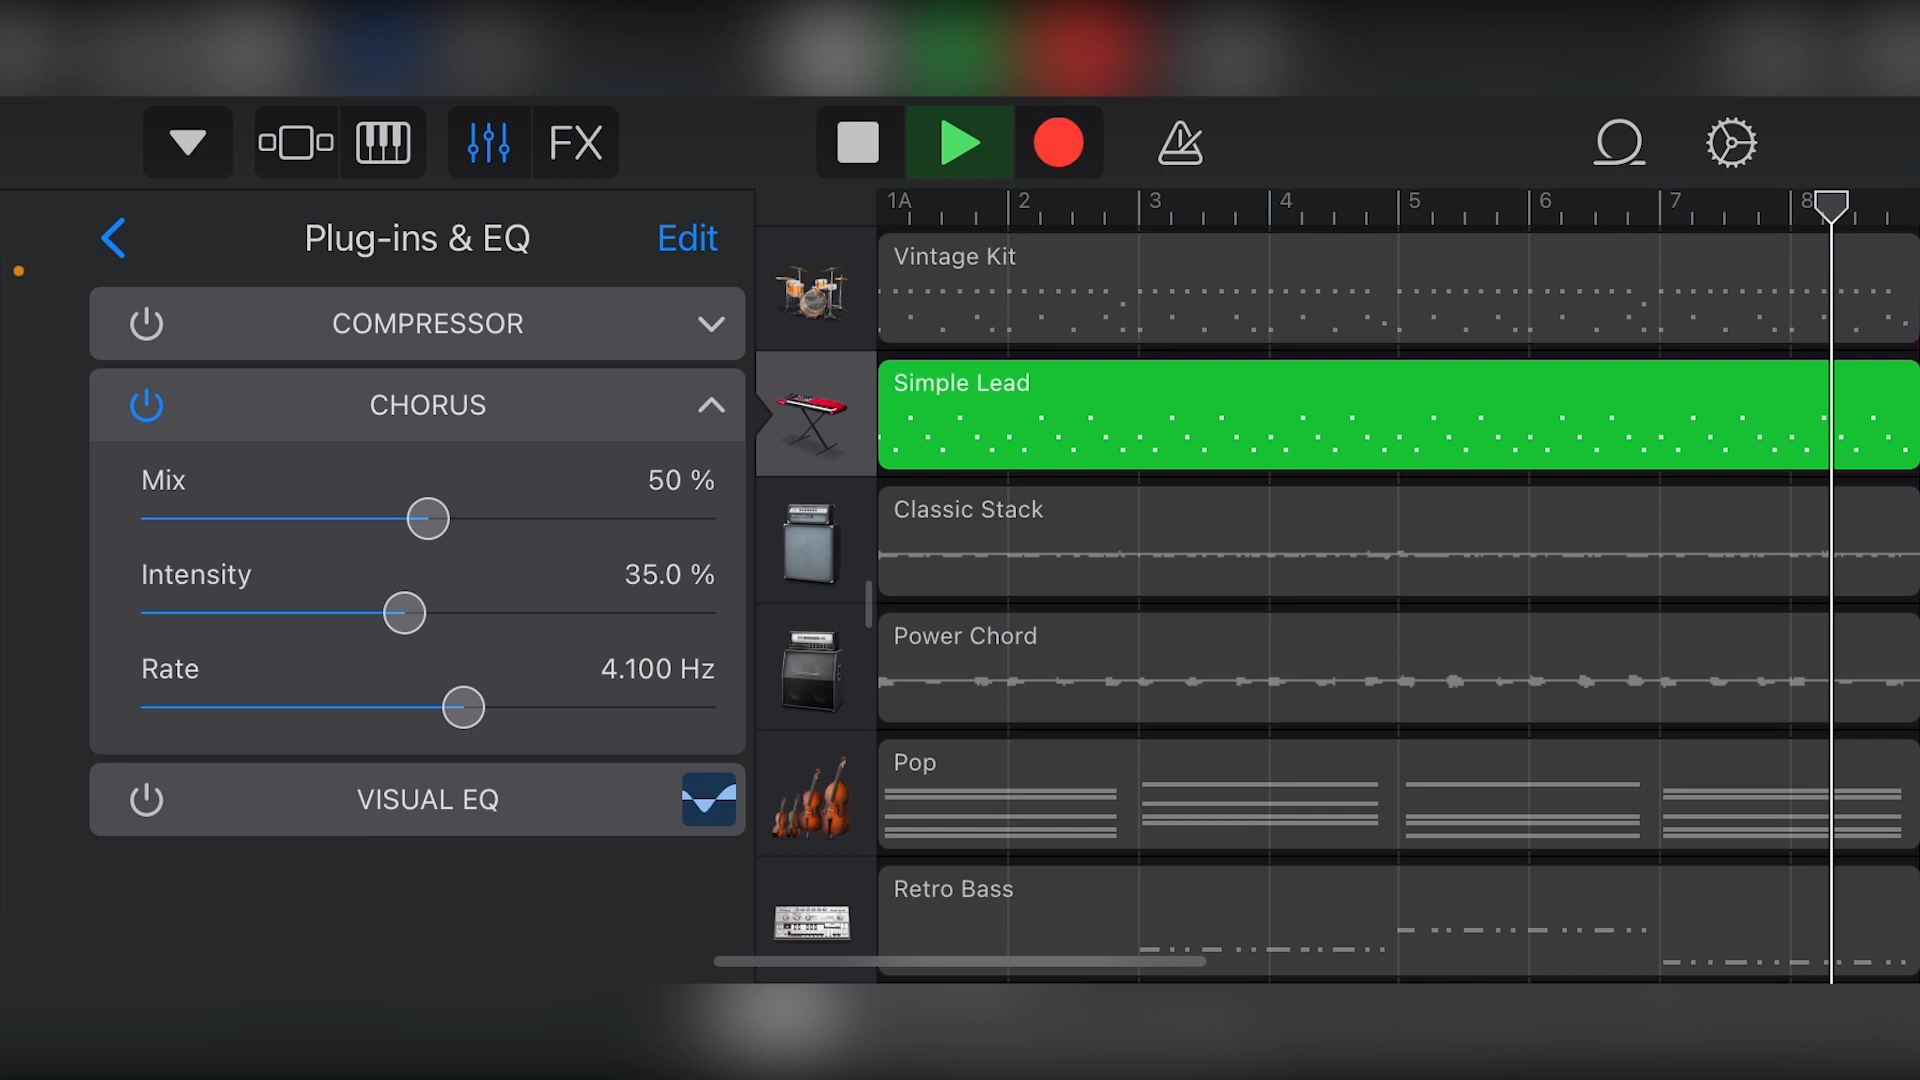 FX
Plug-ins & EQ
Edit
COMPRESSOR
CHORUS
Mix
50 %
Intensity
35.0 %
Rate
4.100 Hz
VISUAL EQ
1A 2 3 4 5 6 7 8
Vintage Kit
Simple Lead
Classic Stack
Power Chord
Pop
Retro Bass